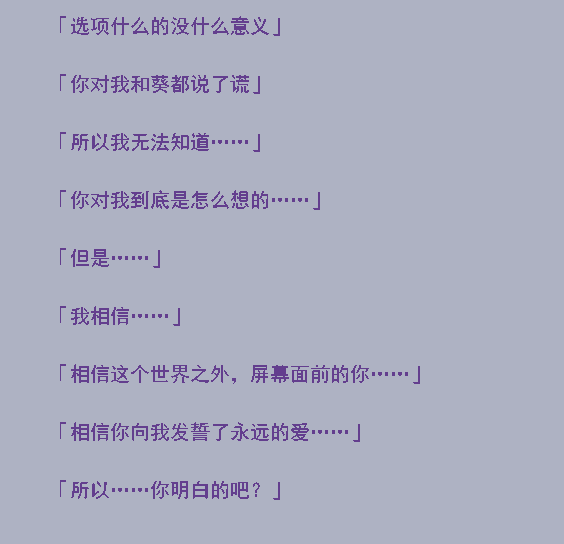 「选项什么的没什么意义」
「你对我和葵都说了谎」
「所以我无法知道……」
「你对我到底是怎么想的……」
「但是……」
「我相信……」
「相信这个世界之外，屏幕面前的你……」
「相信你向我发誓了永远的爱……」
「所以……你明白的吧？」